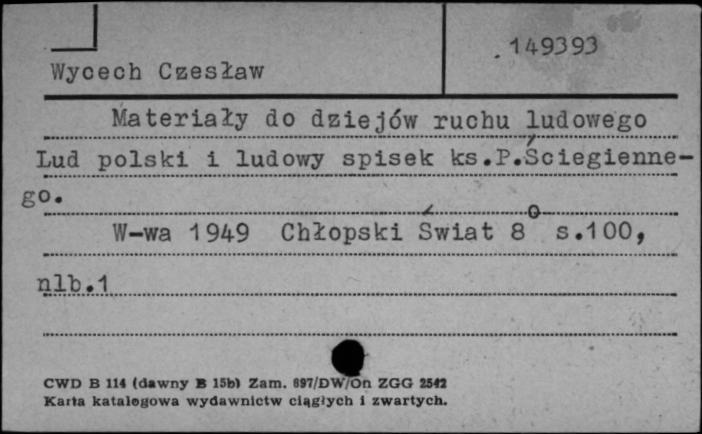 149393
Wycech Czesław
Materiały do dziejów ruchu ludowego
Lud polski i ludowy spisek ks.P.Ściegienne-
go.
W-wa 1949 Chłopski Świat 8° s.100,
nlb.1
CWD B 114 (dawny B 15b) Zam. 697/DW/On ZGG 2542
Karta katalogowa wydawnictw ciągłych i zwartych.